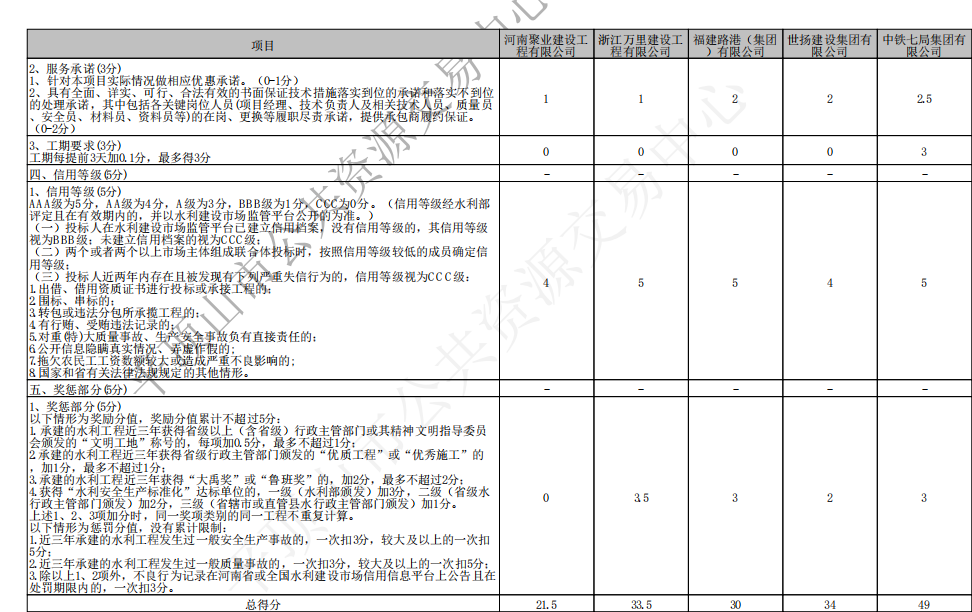 项目 河南聚业建设工程有限公司 浙江万里建设工程有限公司 福建路港（集团）有限公司 世扬建设集团有限公司 中铁七局集团有限公司
2、服务承诺(3分)
1、针对本项目实际情况做相应优惠承诺。（0-1分）
2、具有全面、详实、可行、合法有效的书面保证技术措施落实到位的承诺和落实不到位
的处理承诺，其中包括各关键岗位人员(项目经理、技术负责人及相关技术人员，质量员
、安全员、材料员、资料员等)的在岗、更换等履职尽责承诺，提供承包商履约保证。
（0-2分）
1 1 2 2 2.5
3、工期要求(3分)
工期每提前3天加0.1分，最多得3分
0 0 0 0 3
四、信用等级(5分) － － － － －
1、信用等级(5分)
AAA级为5分，AA级为4分，A级为3分，BBB级为1分，CCC为0分。（信用等级经水利部
评定且在有效期内的，并以水利建设市场监管平台公开的为准。）
（一）投标人在水利建设市场监管平台已建立信用档案，没有信用等级的，其信用等级
视为BBB级；未建立信用档案的视为CCC级；
（二）两个或者两个以上市场主体组成联合体投标时，按照信用等级较低的成员确定信
用等级；
（三）投标人近两年内存在且被发现有下列严重失信行为的，信用等级视为CCC级：
1.出借、借用资质证书进行投标或承接工程的；
2.围标、串标的；
3.转包或违法分包所承揽工程的；
4.有行贿、受贿违法记录的；
5.对重(特)大质量事故、生产安全事故负有直接责任的；
6.公开信息隐瞒真实情况、弄虚作假的；
7.拖欠农民工工资数额较大或造成严重不良影响的；
8.国家和省有关法律法规规定的其他情形。
4 5 5 4 5
五、奖惩部分(5分) － － － － －
1、奖惩部分(5分)
以下情形为奖励分值，奖励分值累计不超过5分；
1.承建的水利工程近三年获得省级以上（含省级）行政主管部门或其精神文明指导委员
会颁发的“文明工地”称号的，每项加0.5分，最多不超过1分；
2.承建的水利工程近三年获得省级行政主管部门颁发的“优质工程”或“优秀施工”的
，加1分，最多不超过1分；
3.承建的水利工程近三年获得“大禹奖”或“鲁班奖”的，加2分，最多不超过2分；
4.获得“水利安全生产标准化”达标单位的，一级（水利部颁发）加3分，二级（省级水
行政主管部门颁发）加2分，三级（省辖市或直管县水行政主管部门颁发）加1分。
上述1、2、3项加分时，同一奖项类别的同一工程不重复计算。
以下情形为惩罚分值，没有累计限制；
1.近三年承建的水利工程发生过一般安全生产事故的，一次扣3分，较大及以上的一次扣
5分；
2.近三年承建的水利工程发生过一般质量事故的，一次扣3分，较大及以上的一次扣5分；
3.除以上1、2项外，不良行为记录在河南省或全国水利建设市场信用信息平台上公告且在
处罚期限内的，一次扣3分。
0 3.5 3 2 3
总得分 21.5 33.5 30 34 49
平顶山市公共资源交易中心
平顶山市公共资源交易中心